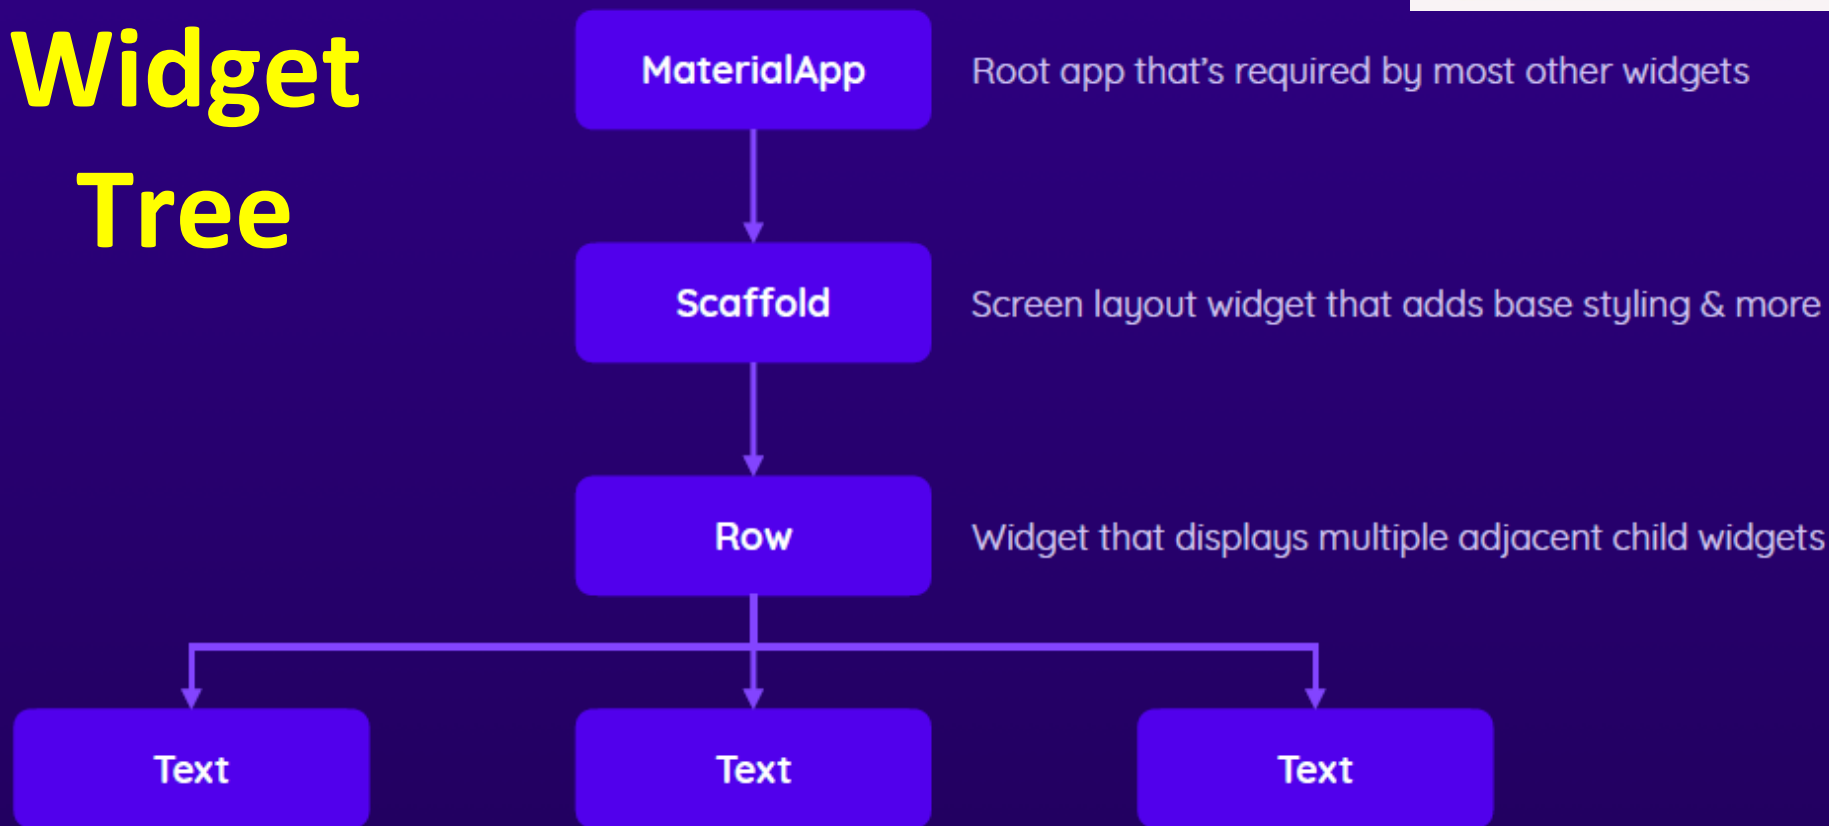 Widget
Tree
MaterialApp
Root app that’s required by most other widgets
Scaffold
Screen layout widget that adds base styling & more
Row
Widget that displays multiple adjacent child widgets
Text
Text
Text